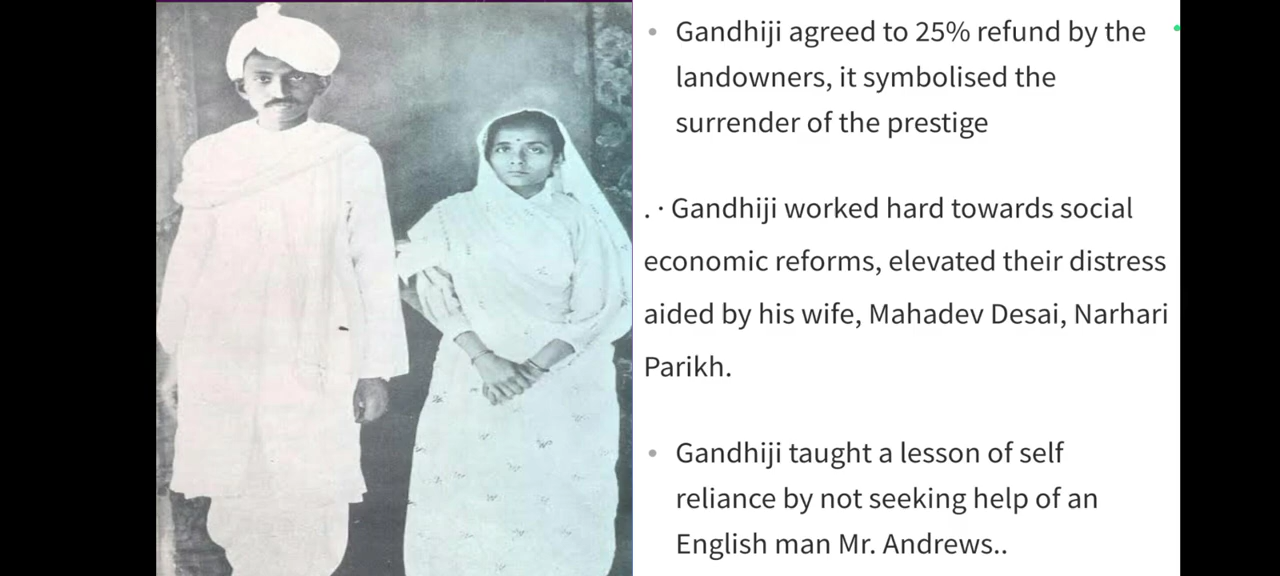 • Gandhiji agreed to 25% refund by the
landowners, it symbolised the
surrender of the prestige
. · Gandhiji worked hard towards social
economic reforms, elevated their distress
aided by his wife, Mahadev Desai, Narhari
Parikh.
• Gandhiji taught a lesson of self
reliance by not seeking help of an
English man Mr. Andrews..